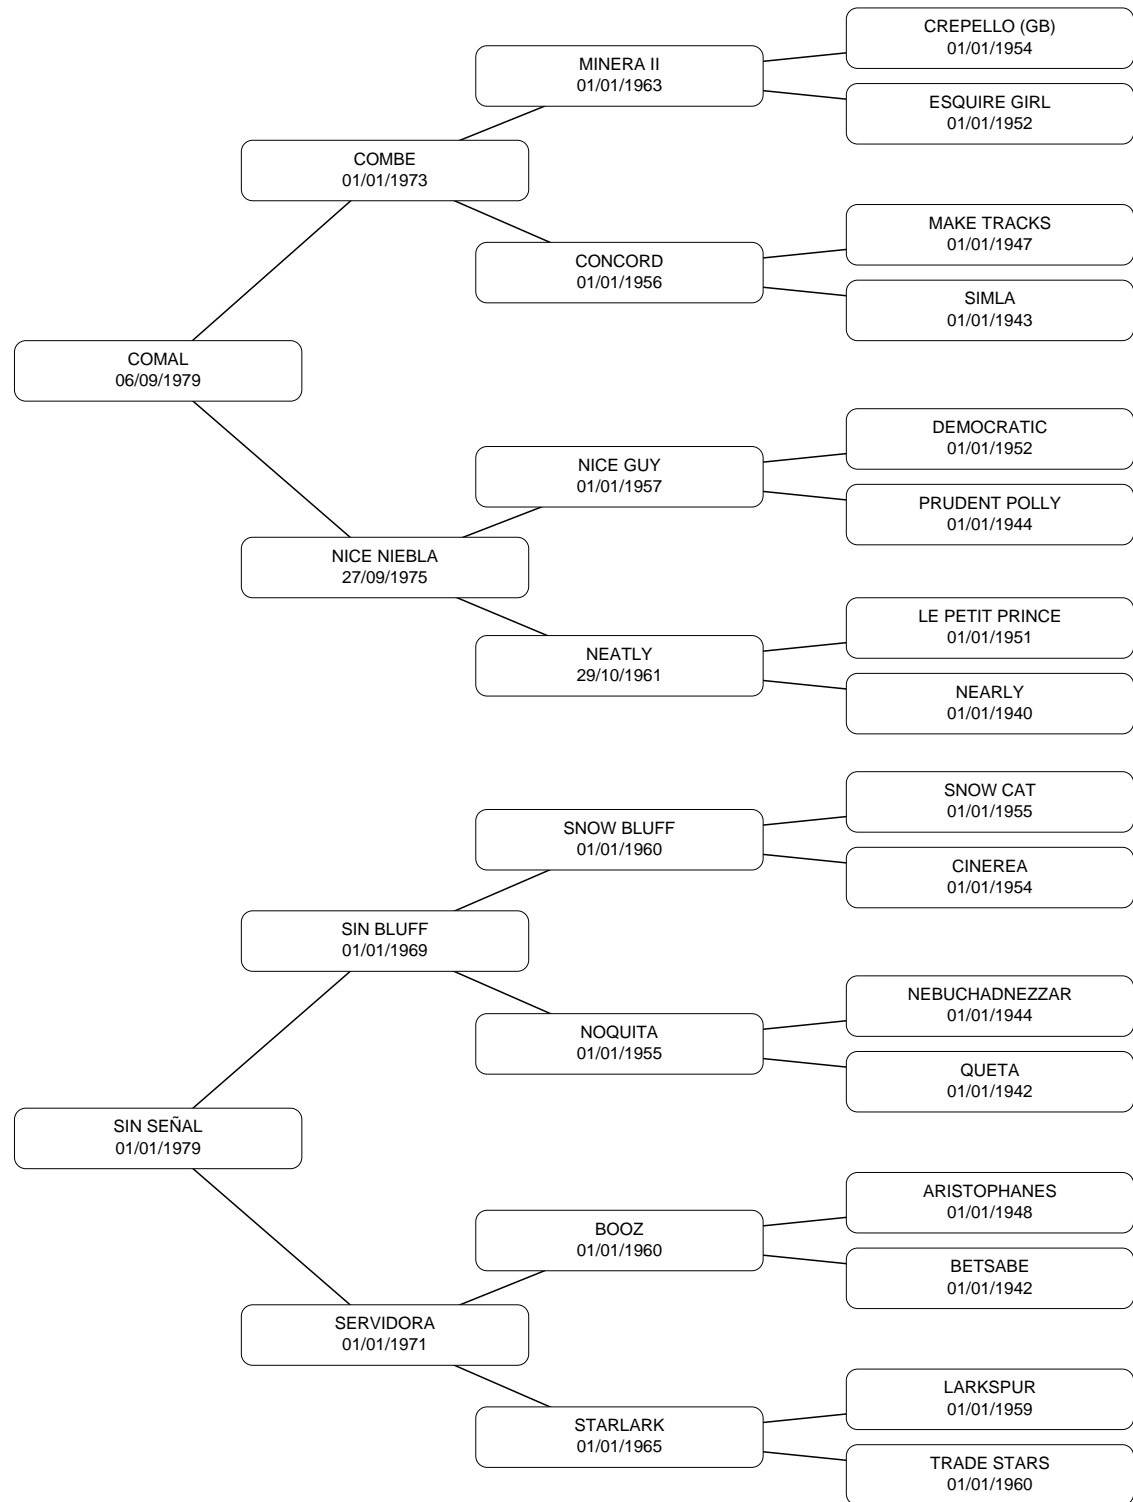 CREPELLO (GB)
01/01/1954
MINERA II
01/01/1963
ESQUIRE GIRL
01/01/1952
COMBE
01/01/1973
MAKE TRACKS
01/01/1947
CONCORD
01/01/1956
SIMLA
01/01/1943
COMAL
06/09/1979
DEMOCRATIC
01/01/1952
NICE GUY
01/01/1957
PRUDENT POLLY
01/01/1944
NICE NIEBLA
27/09/1975
LE PETIT PRINCE
01/01/1951
NEATLY
29/10/1961
NEARLY
01/01/1940
SNOW CAT
01/01/1955
SNOW BLUFF
01/01/1960
CINEREA
01/01/1954
SIN BLUFF
01/01/1969
NEBUCHADNEZZAR
01/01/1944
NOQUITA
01/01/1955
QUETA
01/01/1942
SIN SEÑAL
01/01/1979
ARISTOPHANES
01/01/1948
BOOZ
01/01/1960
BETSABE
01/01/1942
SERVIDORA
01/01/1971
LARKSPUR
01/01/1959
STARLARK
01/01/1965
TRADE STARS
01/01/1960